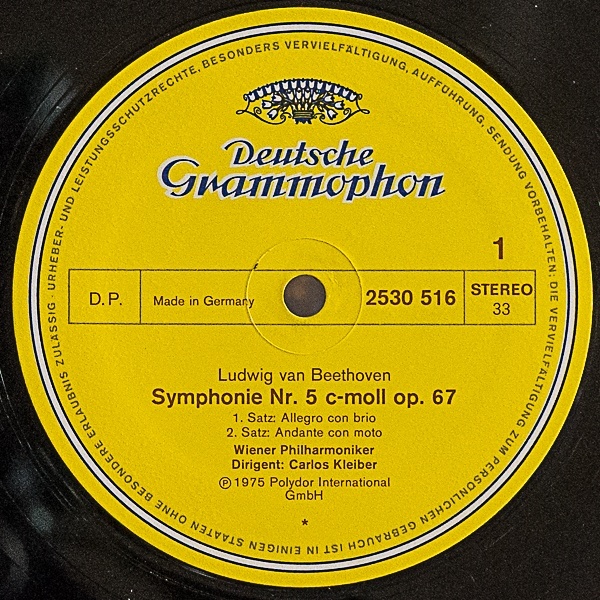 URHEBER- UND LEISTUNGSSCHUTZRECHTE, BESONDERS VERVIELFÄLTIGUNG, AUFFÜHRUNG, SENDUNG VORBEHALTEN: DIE VERVIELFÄLTIGUNG ZUM PERSÖNLICHEN GEBRAUCH IST IN EINIGEN STAATEN OHNE BESONDERE ERLAUBNIS ZULÄSSIG ·
Deutsche
Grammophon
1
D.P.
Made in Germany
2530 516
STEREO
33
Ludwig van Beethoven
Symphonie Nr. 5 c-moll op. 67
1. Satz: Allegro con brio
2. Satz: Andante con moto
Wiener Philharmoniker
Dirigent: Carlos Kleiber
℗ 1975 Polydor International
GmbH
*